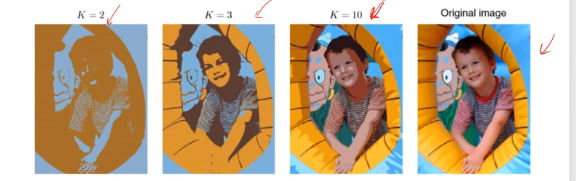 K = 2
K = 3
K = 10
Original image